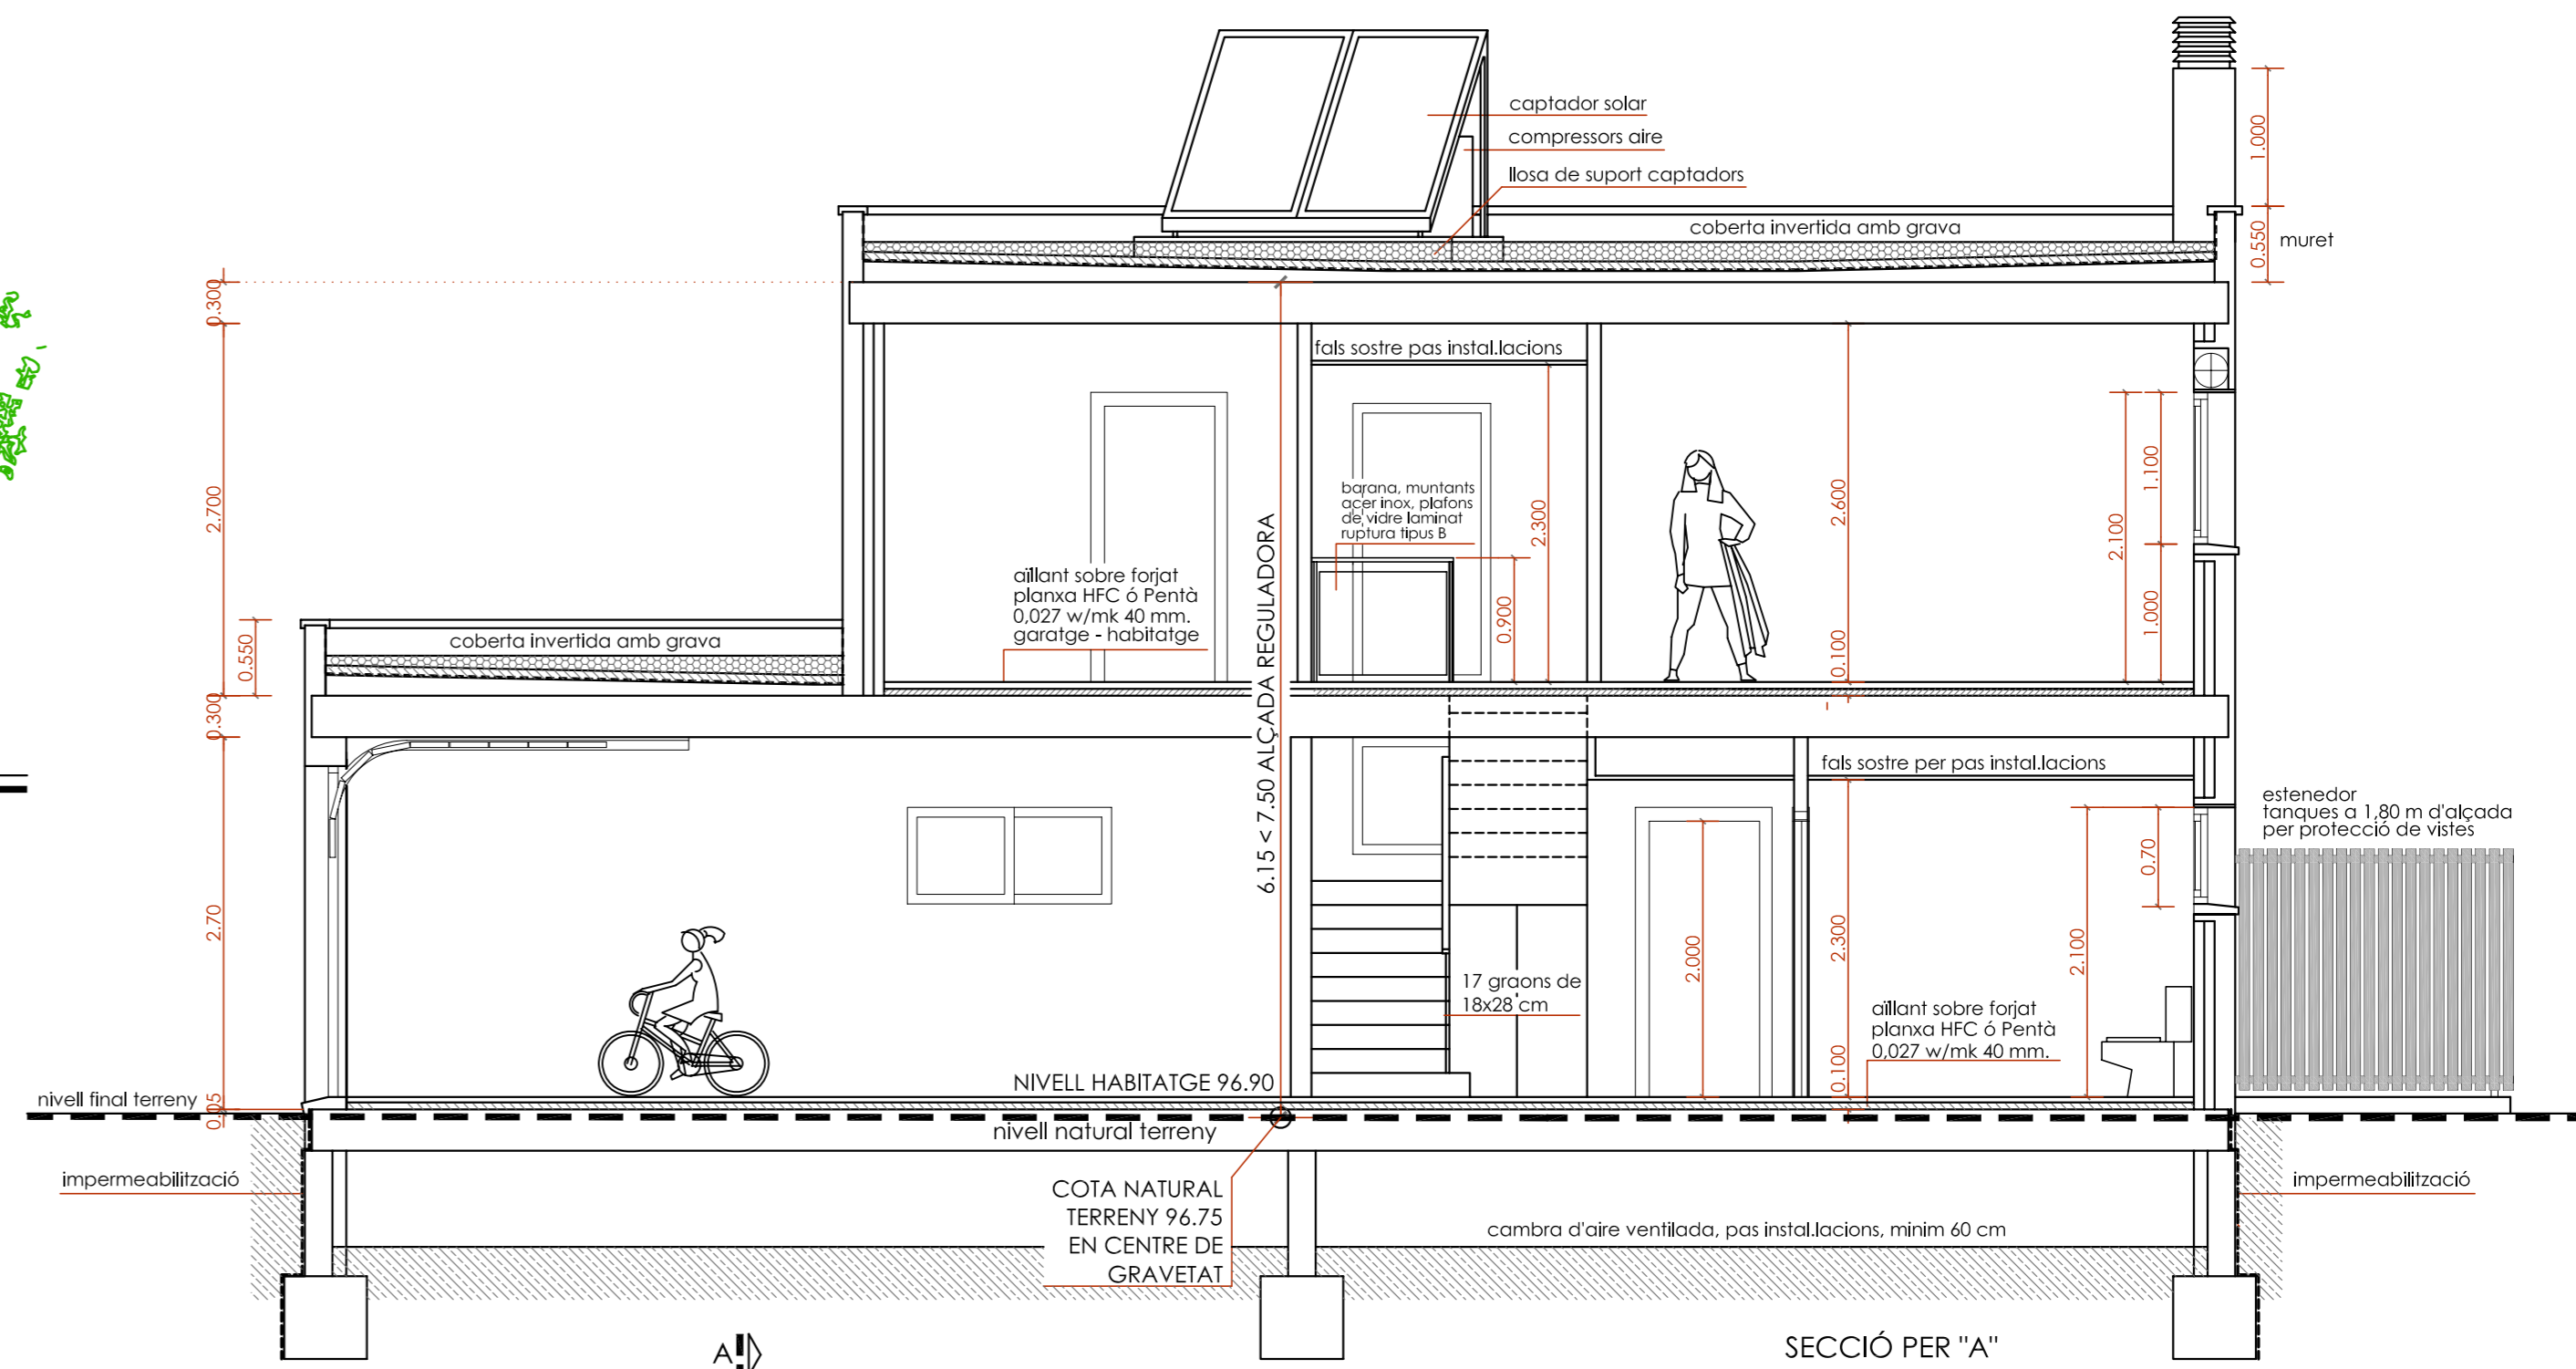 captador solar
compressors aire
llosa de suport captadors
1.000
coberta invertida amb grava
0.550
muret
0.300
fals sostre pas instal.lacions
2.700
barana, muntants
acer inox, plafons
de vidre laminat
ruptura tipus B
2.300
2.600
2.100
1.100
1.000
aïllant sobre forjat
planxa HFC ó Pentà
0,027 w/mk 40 mm.
garatge - habitatge
0.900
0.100
6.15 < 7.50 ALÇADA REGULADORA
coberta invertida amb grava
0.550
0.300
fals sostre per pas instal.lacions
estenedor
tanques a 1,80 m d'alçada
per protecció de vistes
0.70
2.70
2.000
2.300
2.100
17 graons de
18x28 cm
aïllant sobre forjat
planxa HFC ó Pentà
0,027 w/mk 40 mm.
0.100
NIVELL HABITATGE 96.90
nivell final terreny
0.05
nivell natural terreny
impermeabilització
COTA NATURAL
TERRENY 96.75
EN CENTRE DE
GRAVETAT
cambra d'aire ventilada, pas instal.lacions, minim 60 cm
impermeabilització
A
SECCIÓ PER "A"